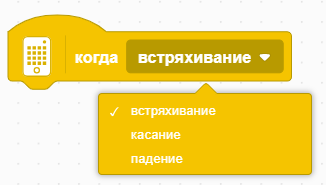 когда встряхивание
встряхивание
касание
падение